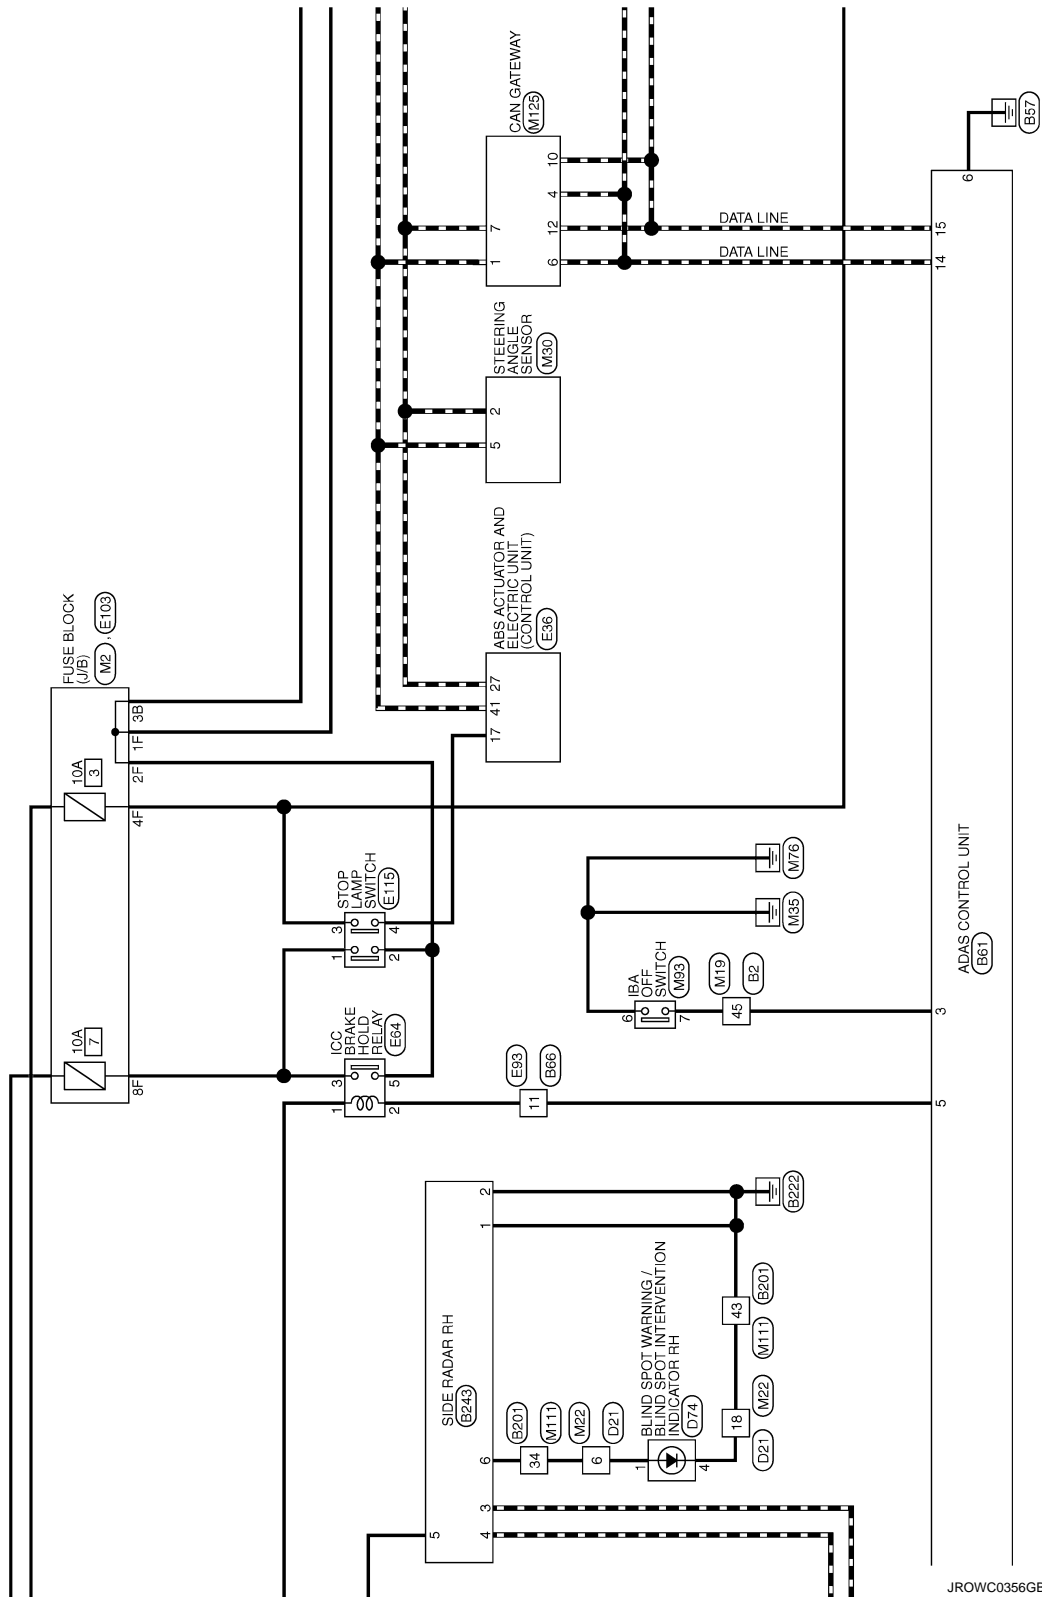 FUSE BLOCK
(J/B)
M2 , E103
10A
7
10A
3
8F
4F
2F
1F
3B
ICC
BRAKE
HOLD
RELAY
E64
1
3
2
5
STOP
LAMP
SWITCH
E115
1
3
2
4
ABS ACTUATOR AND
ELECTRIC UNIT
(CONTROL UNIT)
E36
17
41
27
STEERING
ANGLE
SENSOR
M30
5
2
CAN GATEWAY
M125
1
7
6
12
4
10
DATA LINE
DATA LINE
SIDE RADAR RH
B243
5
4
3
6
1
2
B201
34
M111
M22
6
D21
BLIND SPOT WARNING /
BLIND SPOT INTERVENTION
INDICATOR RH
D74
1
4
D21
18
M22
M111
43
B201
B222
E93
11
B66
IBA
OFF
SWITCH
M93
6
7
M19
45
B2
M35
M76
ADAS CONTROL UNIT
B61
5
3
14
15
6
B57
JROWC0356GE